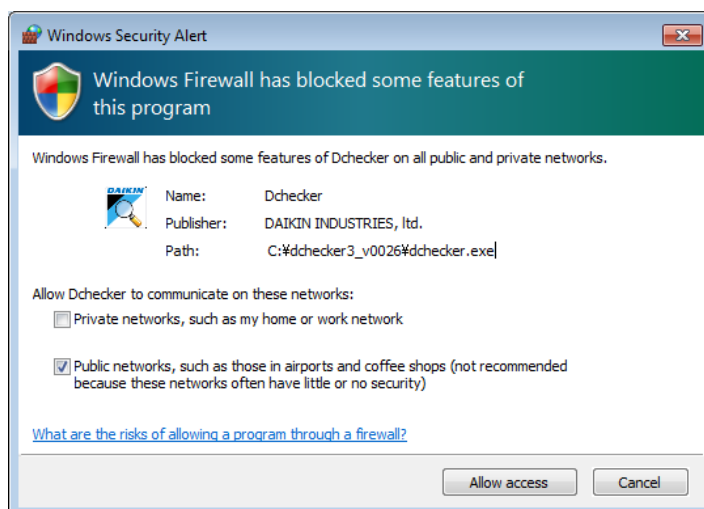 Windows Security Alert
Windows Firewall has blocked some features of
this program
Windows Firewall has blocked some features of Dchecker on all public and private networks.
DAIKIN
Name: Dchecker
Publisher: DAIKIN INDUSTRIES, ltd.
Path: C:¥dchecker3_v0026¥dchecker.exe
Allow Dchecker to communicate on these networks:
Private networks, such as my home or work network
Public networks, such as those in airports and coffee shops (not recommended
because these networks often have little or no security)
What are the risks of allowing a program through a firewall?
Allow access Cancel